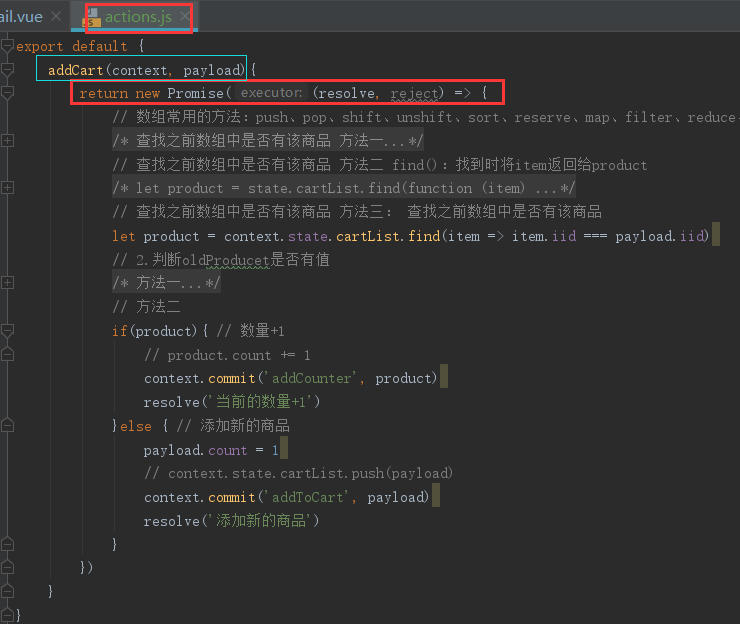 ail.vue × JS actions.js ×
export default {
addCart(context, payload) {
return new Promise( executor: (resolve, reject) => {
// 数组常用的方法：push、pop、shift、unshift、sort、reserve、map、filter、reduce、
/* 查找之前数组中是否有该商品 方法一...*/
// 查找之前数组中是否有该商品 方法二 find()：找到时将item返回给product
/* let product = state.cartList.find(function (item) ...*/
// 查找之前数组中是否有该商品 方法三： 查找之前数组中是否有该商品
let product = context.state.cartList.find(item => item.iid === payload.iid)
// 2.判断oldProducet是否有值
/* 方法一...*/
// 方法二
if(product){ // 数量+1
// product.count += 1
context.commit('addCounter', product)
resolve('当前的数量+1')
}else { // 添加新的商品
payload.count = 1
// context.state.cartList.push(payload)
context.commit('addToCart', payload)
resolve('添加新的商品')
}
})
}
}